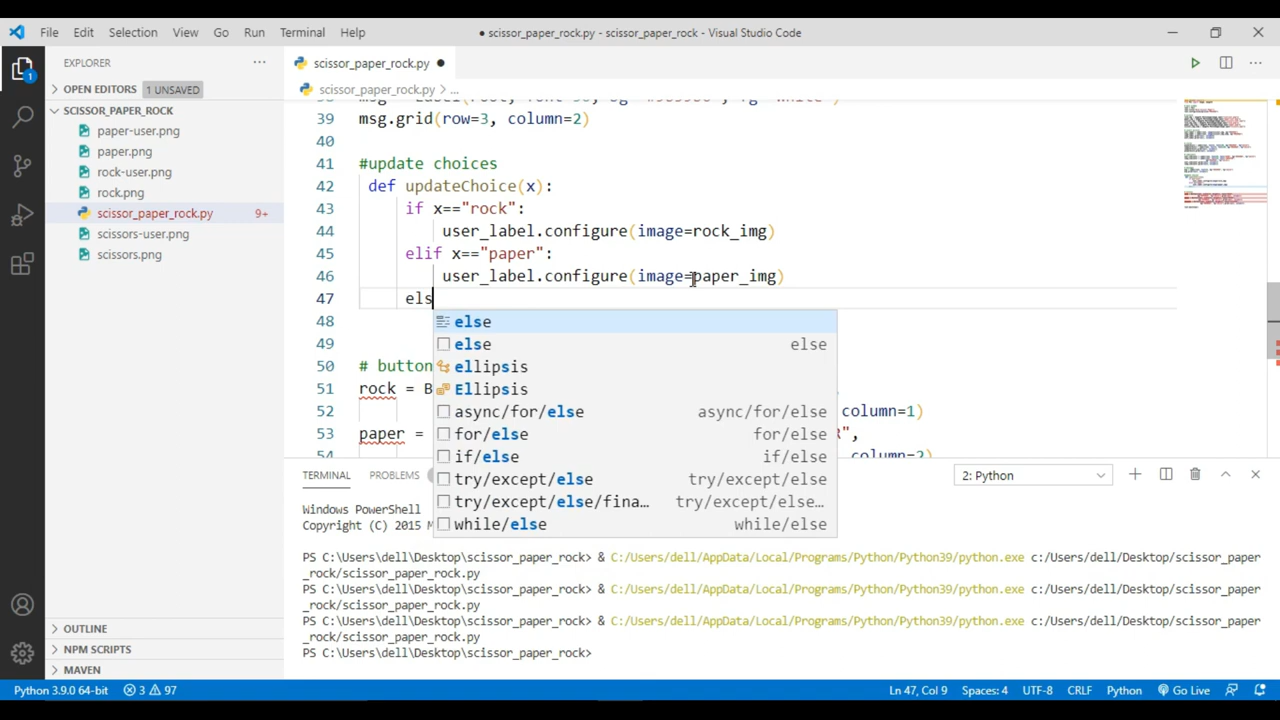 File Edit Selection View Go Run Terminal Help
● scissor_paper_rock.py - scissor_paper_rock - Visual Studio Code
1
EXPLORER
OPEN EDITORS 1 UNSAVED
SCISSOR_PAPER_ROCK
paper-user.png
paper.png
rock-user.png
rock.png
scissor_paper_rock.py 9+
scissors-user.png
scissors.png
OUTLINE
NPM SCRIPTS
MAVEN
scissor_paper_rock.py
scissor_paper_rock.py > ...
39 msg.grid(row=3, column=2)
40
41 #update choices
42 def updateChoice(x):
43 if x=="rock":
44 user_label.configure(image=rock_img)
45 elif x=="paper":
46 user_label.configure(image=paper_img)
47 els
48
49
50 # button
51 rock = B
52 column=1)
53 paper = R",
54 column=2)
else
else else
ellipsis
Ellipsis
async/for/else async/for/else
for/else for/else
if/else if/else
try/except/else try/except/else
try/except/else/fina… try/except/else…
while/else while/else
TERMINAL PROBLEMS
2: Python
Windows PowerShell
Copyright (C) 2015 M
PS C:\Users\dell\Desktop\scissor_paper_rock> & C:/Users/dell/AppData/Local/Programs/Python/Python39/python.exe c:/Users/dell/Desktop/scissor_paper
_rock/scissor_paper_rock.py
PS C:\Users\dell\Desktop\scissor_paper_rock> & C:/Users/dell/AppData/Local/Programs/Python/Python39/python.exe c:/Users/dell/Desktop/scissor_paper
_rock/scissor_paper_rock.py
PS C:\Users\dell\Desktop\scissor_paper_rock> & C:/Users/dell/AppData/Local/Programs/Python/Python39/python.exe c:/Users/dell/Desktop/scissor_paper
_rock/scissor_paper_rock.py
PS C:\Users\dell\Desktop\scissor_paper_rock>
Python 3.9.0 64-bit 3 97 Ln 47, Col 9 Spaces: 4 UTF-8 CRLF Python Go Live